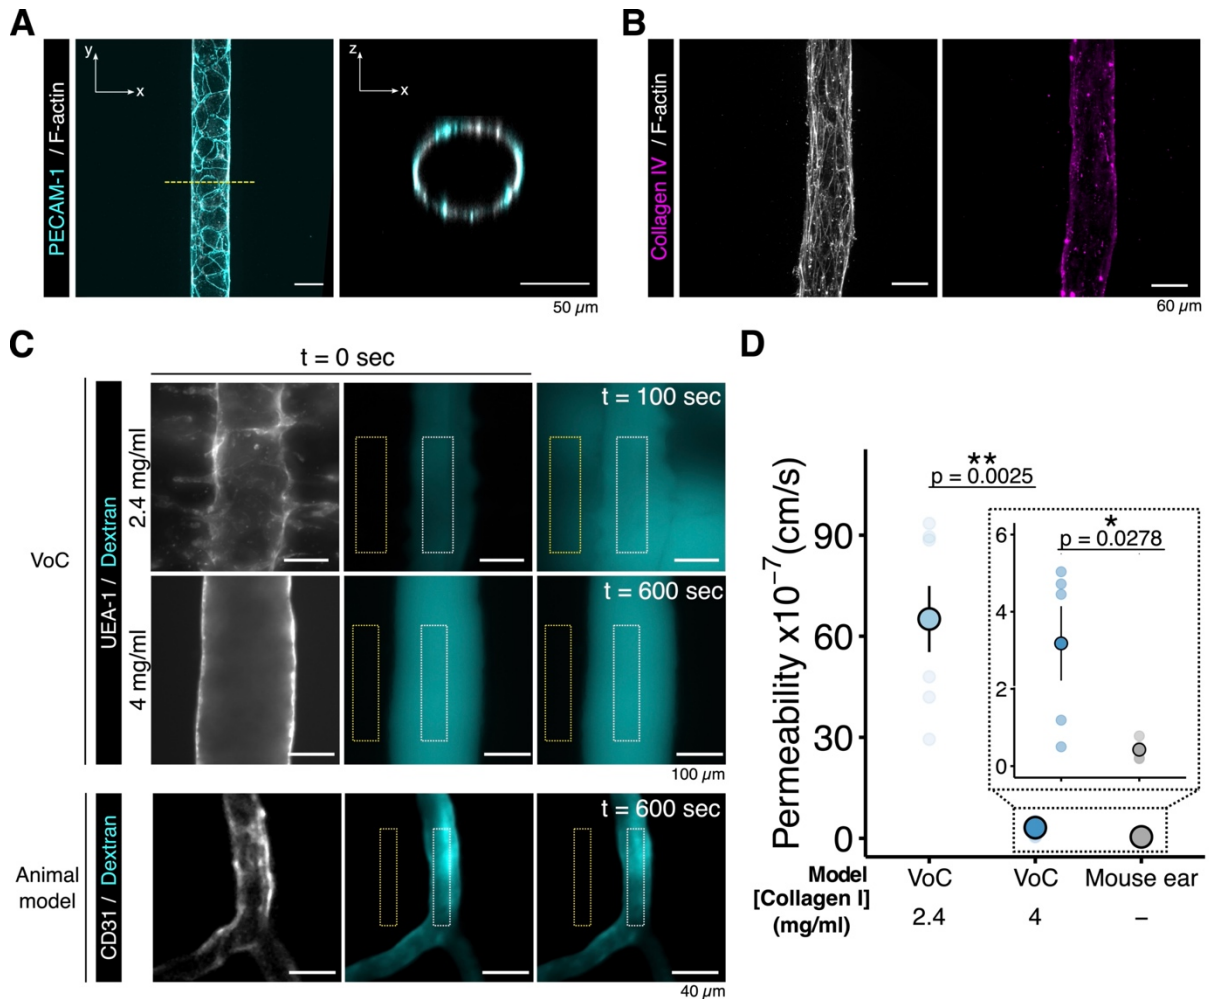 A
PECAM-1 / F-actin
y
x
z
x
50 µm
B
Collagen IV / F-actin
60 µm
C
t = 0 sec
VoC
UEA-1 / Dextran
2.4 mg/ml
t = 100 sec
4 mg/ml
t = 600 sec
100 µm
Animal
model
CD31 / Dextran
t = 600 sec
40 µm
D
Permeability x10⁻⁷(cm/s)
90
60
30
0
**
p = 0.0025
*
p = 0.0278
6
4
2
0
Model VoC VoC Mouse ear
[Collagen I]
(mg/ml) 2.4 4 –